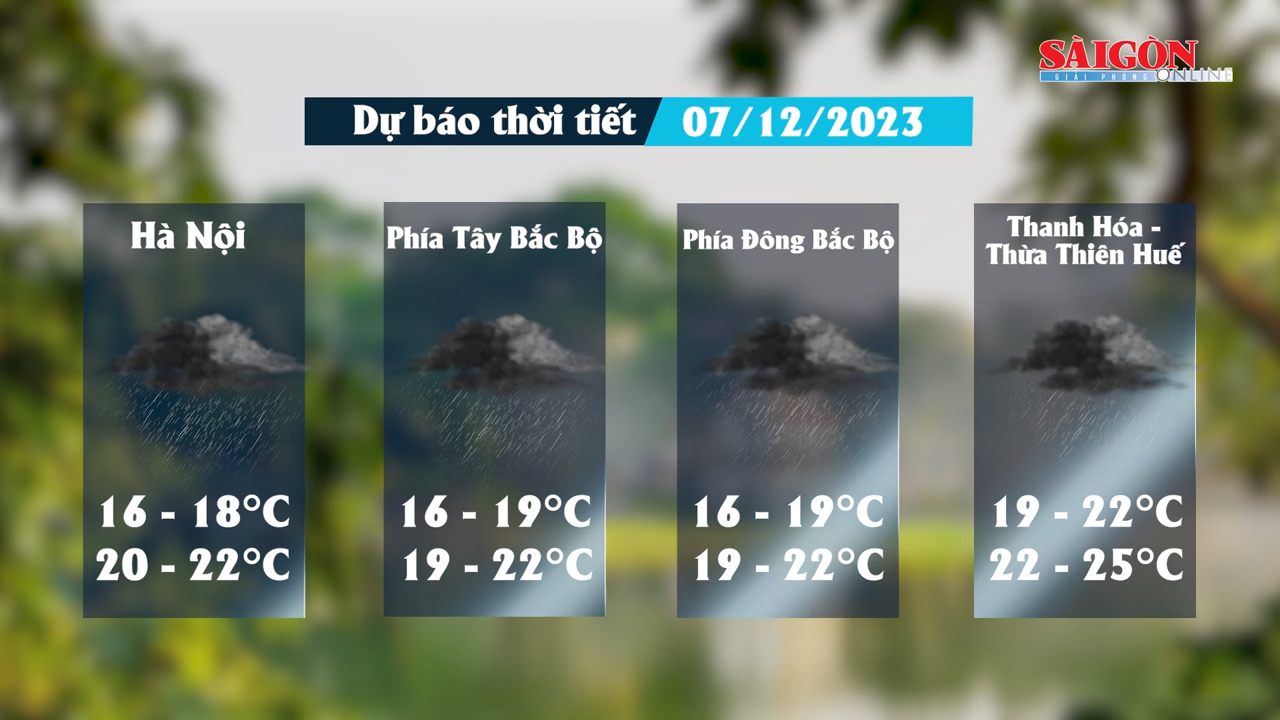 SÀIGÒN
GIẢI PHÓNG ONLINE
Dự báo thời tiết 07/12/2023
Hà Nội
16 - 18°C
20 - 22°C
Phía Tây Bắc Bộ
16 - 19°C
19 - 22°C
Phía Đông Bắc Bộ
16 - 19°C
19 - 22°C
Thanh Hóa -
Thừa Thiên Huế
19 - 22°C
22 - 25°C